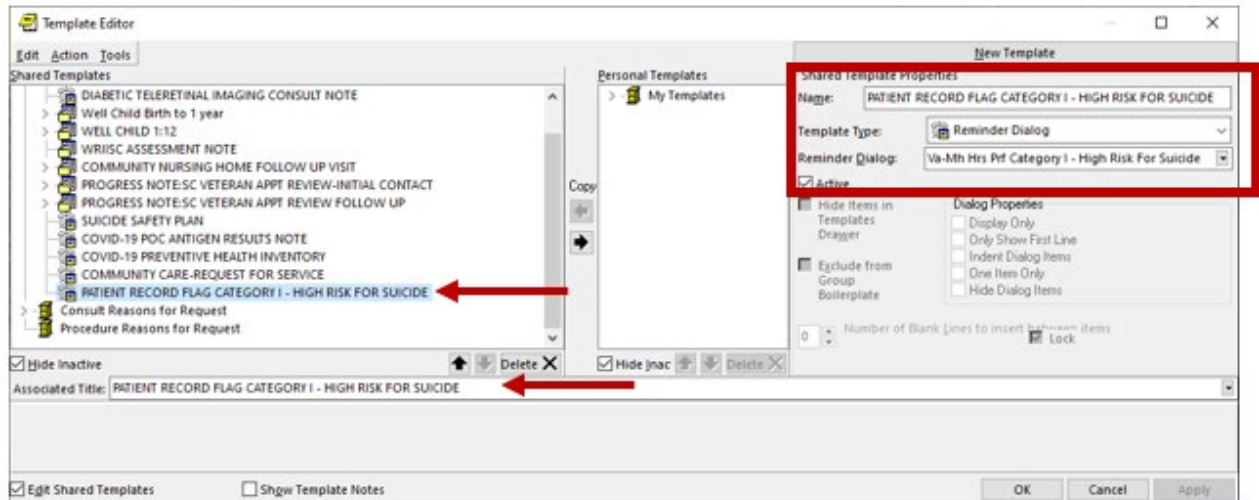 Template Editor
Edit Action Tools
New Template
Shared Templates
DIABETIC TELERETINAL IMAGING CONSULT NOTE
Well Child Birth to 1 year
WELL CHILD 1:12
WRIISC ASSESSMENT NOTE
COMMUNITY NURSING HOME FOLLOW UP VISIT
PROGRESS NOTE:SC VETERAN APPT REVIEW-INITIAL CONTACT
PROGRESS NOTE:SC VETERAN APPT REVIEW FOLLOW UP
SUICIDE SAFETY PLAN
COVID-19 POC ANTIGEN RESULTS NOTE
COVID-19 PREVENTIVE HEALTH INVENTORY
COMMUNITY CARE-REQUEST FOR SERVICE
PATIENT RECORD FLAG CATEGORY I - HIGH RISK FOR SUICIDE
Consult Reasons for Request
Procedure Reasons for Request
Copy
Personal Templates
My Templates
Shared Template Properties
Name: PATIENT RECORD FLAG CATEGORY I - HIGH RISK FOR SUICIDE
Template Type: Reminder Dialog
Reminder Dialog: Va-Mh Hrs Prf Category I - High Risk For Suicide
Active
Hide Items in
Templates
Drawer
Exclude from
Group
Boilerplate
Dialog Properties
Display Only
Only Show First Line
Indent Dialog Items
One Item Only
Hide Dialog Items
0 Number of Blank Lines to insert between items
Lock
Hide Inactive
Delete
Hide Inac
Delete
Associated Title: PATIENT RECORD FLAG CATEGORY I - HIGH RISK FOR SUICIDE
Edit Shared Templates
Show Template Notes
OK Cancel Apply